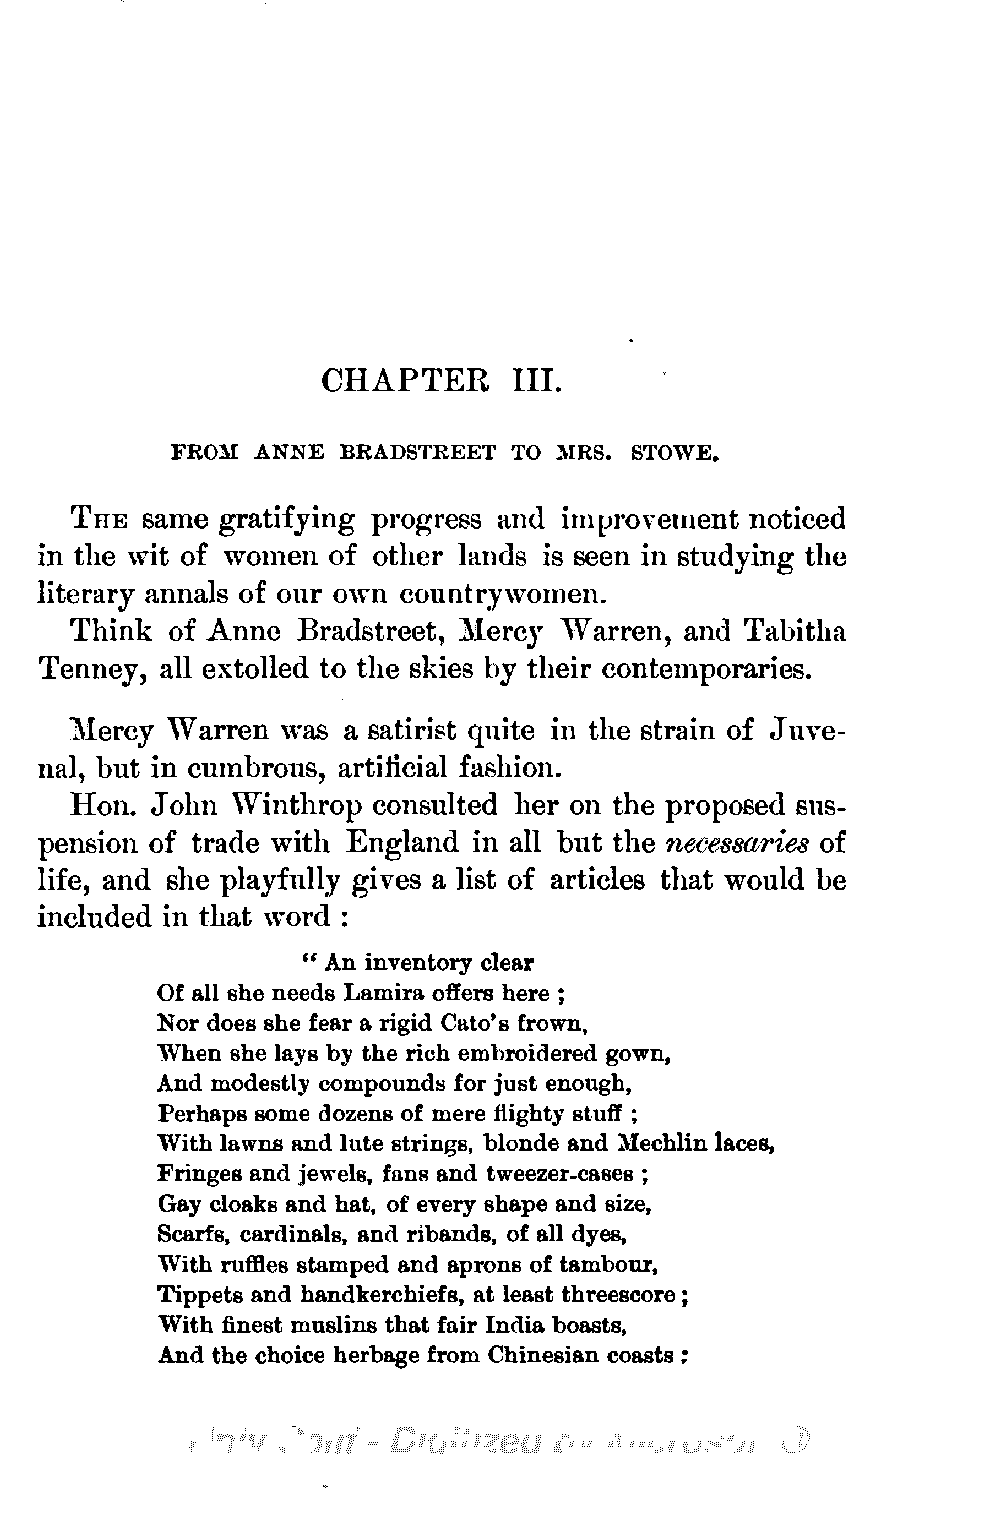 CHAPTER III.
FROM ANNE BRADSTREET TO MRS. STOWE.
THE same gratifying progress and improvement noticed
in the wit of women of other lands is seen in studying the
literary annals of our own countrywomen.
Think of Anne Bradstreet, Mercy Warren, and Tabitha
Tenney, all extolled to the skies by their contemporaries.
Mercy Warren was a satirist quite in the strain of Juve-
nal, but in cumbrous, artificial fashion.
Hon. John Winthrop consulted her on the proposed sus-
pension of trade with England in all but the necessaries of
life, and she playfully gives a list of articles that would be
included in that word :
“ An inventory clear
Of all she needs Lamira offers here ;
Nor does she fear a rigid Cato's frown,
When she lays by the rich embroidered gown,
And modestly compounds for just enough,
Perhaps some dozens of mere flighty stuff ;
With lawns and lute strings, blonde and Mechlin laces,
Fringes and jewels, fans and tweezer-cases ;
Gay cloaks and hat, of every shape and size,
Scarfs, cardinals, and ribands, of all dyes,
With ruffles stamped and aprons of tambour,
Tippets and handkerchiefs, at least threescore ;
With finest muslins that fair India boasts,
And the choice herbage from Chinesian coasts ;
Digitized by